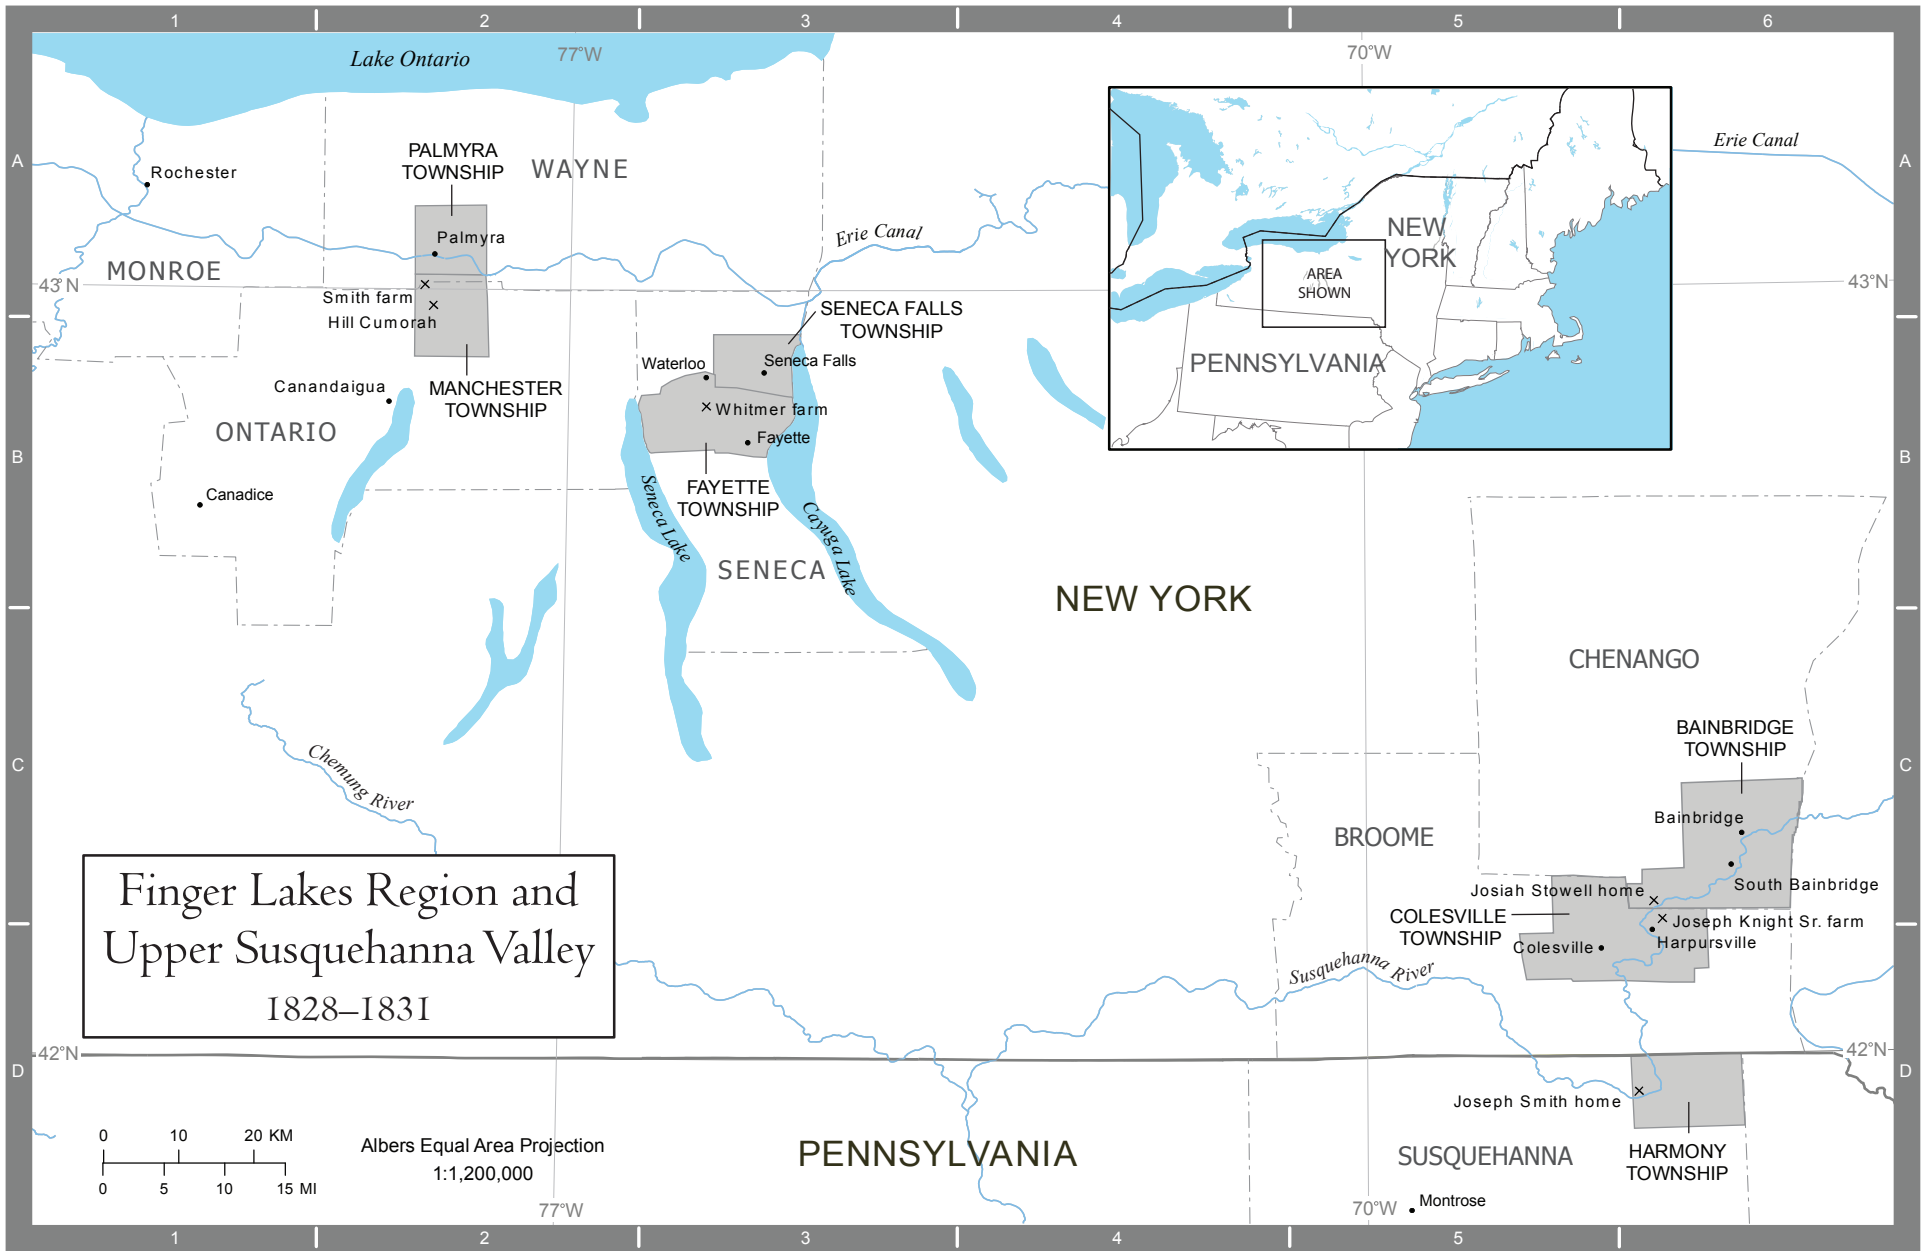 1 2 3 4 5 6
Lake Ontario
77°W
70°W
Erie Canal
A
A
PALMYRA
TOWNSHIP
WAYNE
Rochester
Palmyra
Erie Canal
MONROE
43°N
43°N
Smith farm
Hill Cumorah
SENECA FALLS
TOWNSHIP
NEW
YORK
AREA
SHOWN
PENNSYLVANIA
Waterloo
Seneca Falls
Canandaigua
MANCHESTER
TOWNSHIP
Whitmer farm
ONTARIO
Fayette
B
B
Canadice
FAYETTE
TOWNSHIP
Seneca Lake
Cayuga Lake
SENECA
NEW YORK
CHENANGO
BAINBRIDGE
TOWNSHIP
C
C
Chemung River
Bainbridge
BROOME
South Bainbridge
Josiah Stowell home
COLESVILLE
TOWNSHIP
Joseph Knight Sr. farm
Harpursville
Colesville
Susquehanna River
Finger Lakes Region and
Upper Susquehanna Valley
1828–1831
42°N
42°N
D
D
Joseph Smith home
0 10 20 KM
0 5 10 15 MI
Albers Equal Area Projection
1:1,200,000
PENNSYLVANIA
SUSQUEHANNA
HARMONY
TOWNSHIP
77°W
70°W
Montrose
1 2 3 4 5 6